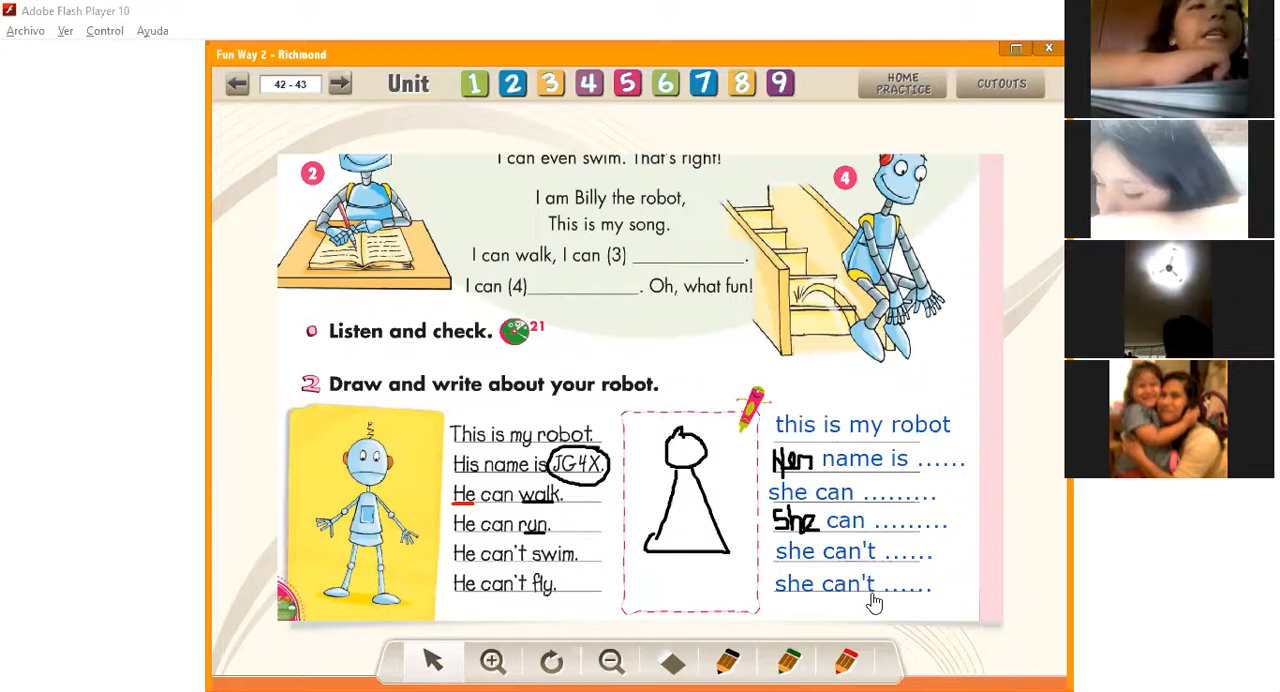 Adobe Flash Player 10
Archivo Ver Control Ayuda
Fun Way 2 - Richmond
42 - 43
Unit 1 2 3 4 5 6 7 8 9
HOME PRACTICE
CUTOUTS
2
I can even swim. That's right!
4
I am Billy the robot,
This is my song.
I can walk, I can (3) __________.
I can (4)__________. Oh, what fun!
Listen and check. 21
2 Draw and write about your robot.
This is my robot.
His name is JG4X.
He can walk.
He can run.
He can't swim.
He can't fly.
this is my robot
Her name is ......
she can .........
She can .........
she can't ......
she can't ......